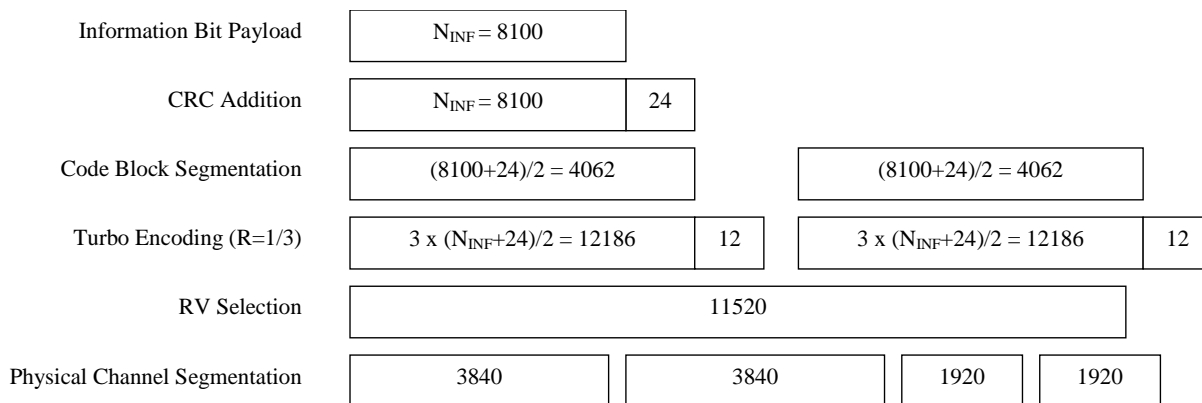 Information Bit Payload N_INF = 8100
CRC Addition N_INF = 8100 24
Code Block Segmentation (8100+24)/2 = 4062 (8100+24)/2 = 4062
Turbo Encoding (R=1/3) 3 x (N_INF+24)/2 = 12186 12 3 x (N_INF+24)/2 = 12186 12
RV Selection 11520
Physical Channel Segmentation 3840 3840 1920 1920